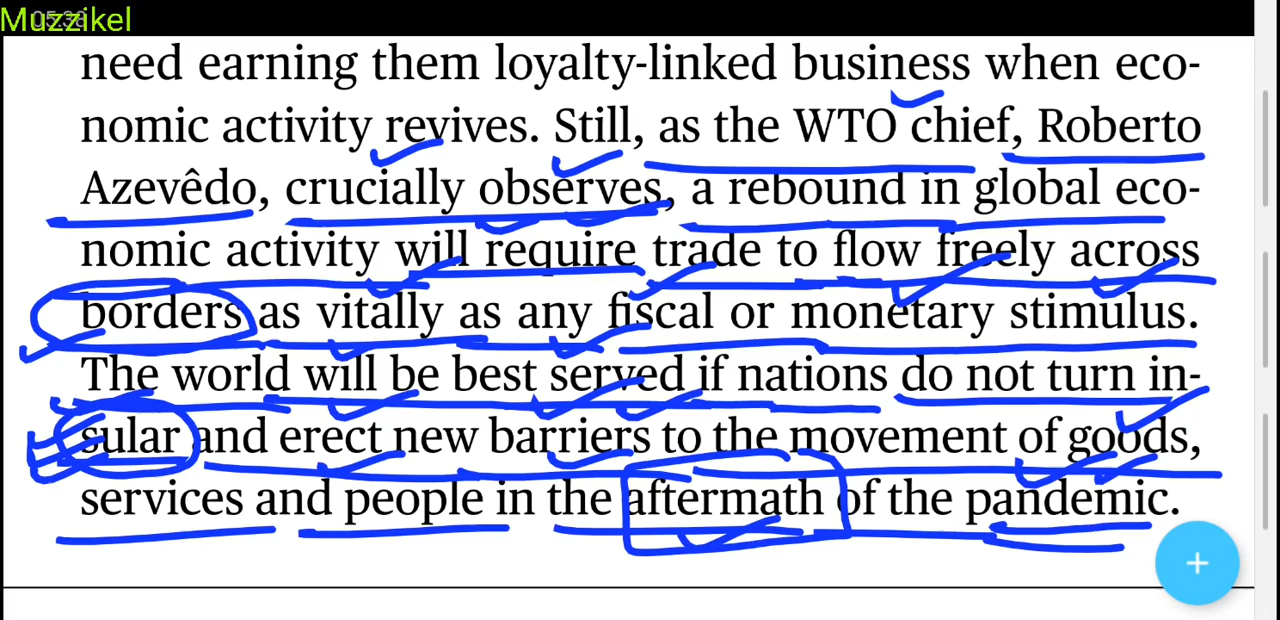 Muzzikel
need earning them loyalty-linked business when eco-
nomic activity revives. Still, as the WTO chief, Roberto
Azevêdo, crucially observes, a rebound in global eco-
nomic activity will require trade to flow freely across
borders as vitally as any fiscal or monetary stimulus.
The world will be best served if nations do not turn in-
sular and erect new barriers to the movement of goods,
services and people in the aftermath of the pandemic.